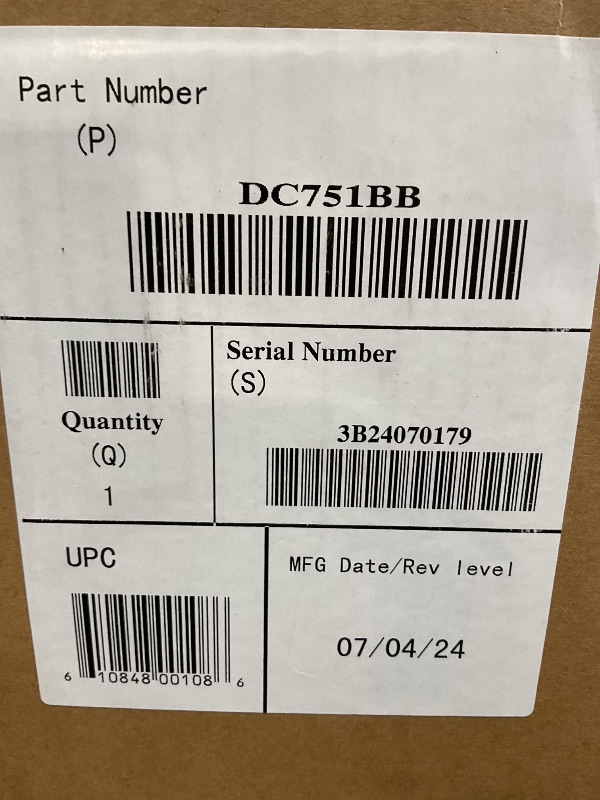 Part Number
(P)
DC751BB
Quantity
(Q)
1
Serial Number
(S)
3B24070179
UPC
6 10848 00108 6
MFG Date/Rev level
07/04/24